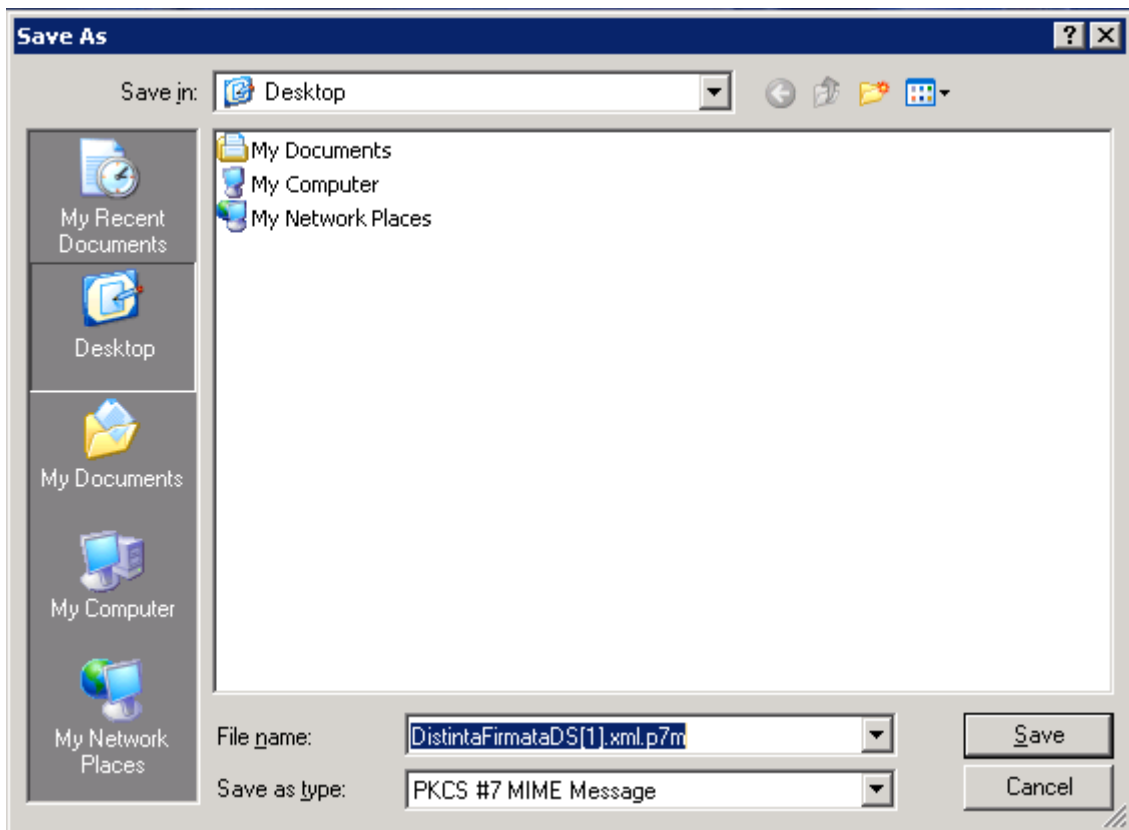 Save As
Save in:
Desktop
My Documents
My Computer
My Network Places
My Recent
Documents
Desktop
My Documents
My Computer
My Network
Places
File name:
DistintaFirmataDS[1].xml.p7m
Save
Save as type:
PKCS #7 MIME Message
Cancel